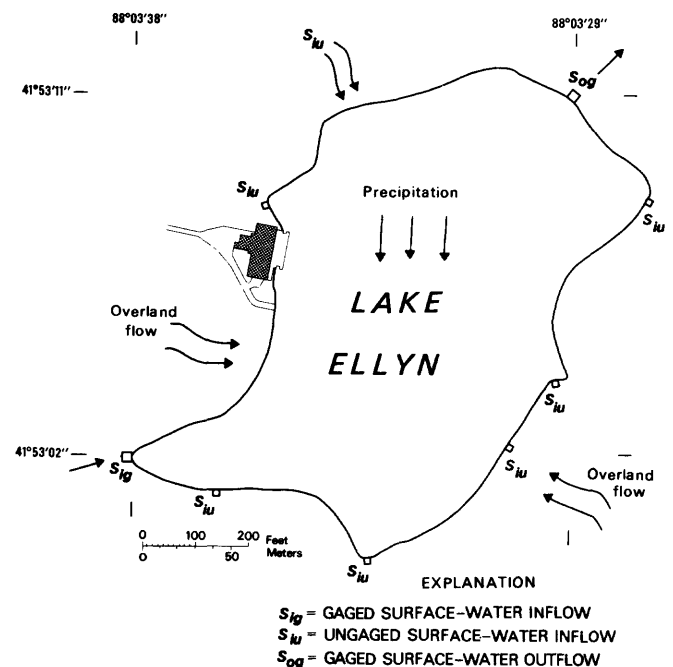 88°03'38"
88°03'29"
Siu
Sog
41°53'11"
Siu
Precipitation
Siu
LAKE
Overland
flow
ELLYN
Siu
41°53'02"
Sig
Siu
Overland
flow
Siu
0 100 200 Feet
0 50 Meters
Siu
EXPLANATION
Sig = GAGED SURFACE-WATER INFLOW
Siu = UNGAGED SURFACE-WATER INFLOW
Sog = GAGED SURFACE-WATER OUTFLOW